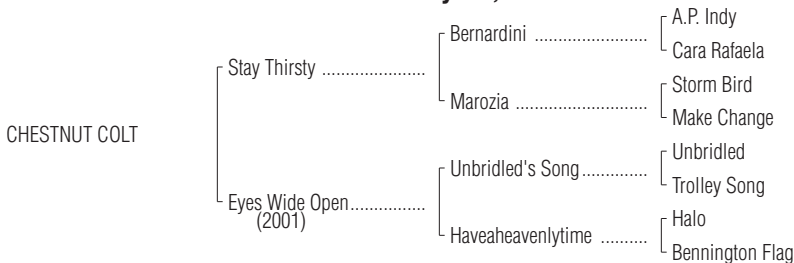 A.P. Indy
Bernardini ........................
Cara Rafaela
Stay Thirsty ......................
Storm Bird
Marozia ............................
Make Change
CHESTNUT COLT
Unbridled
Unbridled's Song..............
Trolley Song
Eyes Wide Open................
(2001)
Halo
Haveaheavenlytime ..........
Bennington Flag